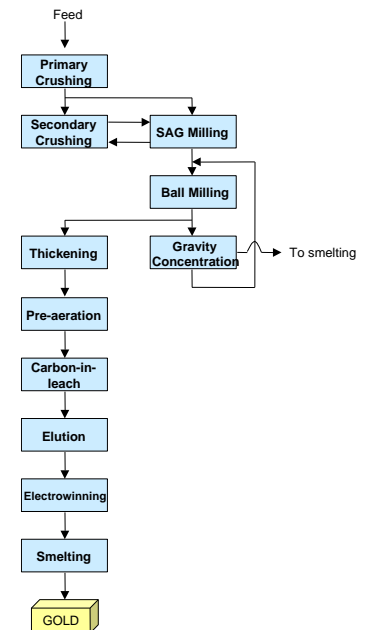 Feed
Primary
Crushing
Secondary
Crushing
SAG Milling
Ball Milling
Thickening
Gravity
Concentration
To smelting
Pre-aeration
Carbon-in-
leach
Elution
Electrowinning
Smelting
GOLD